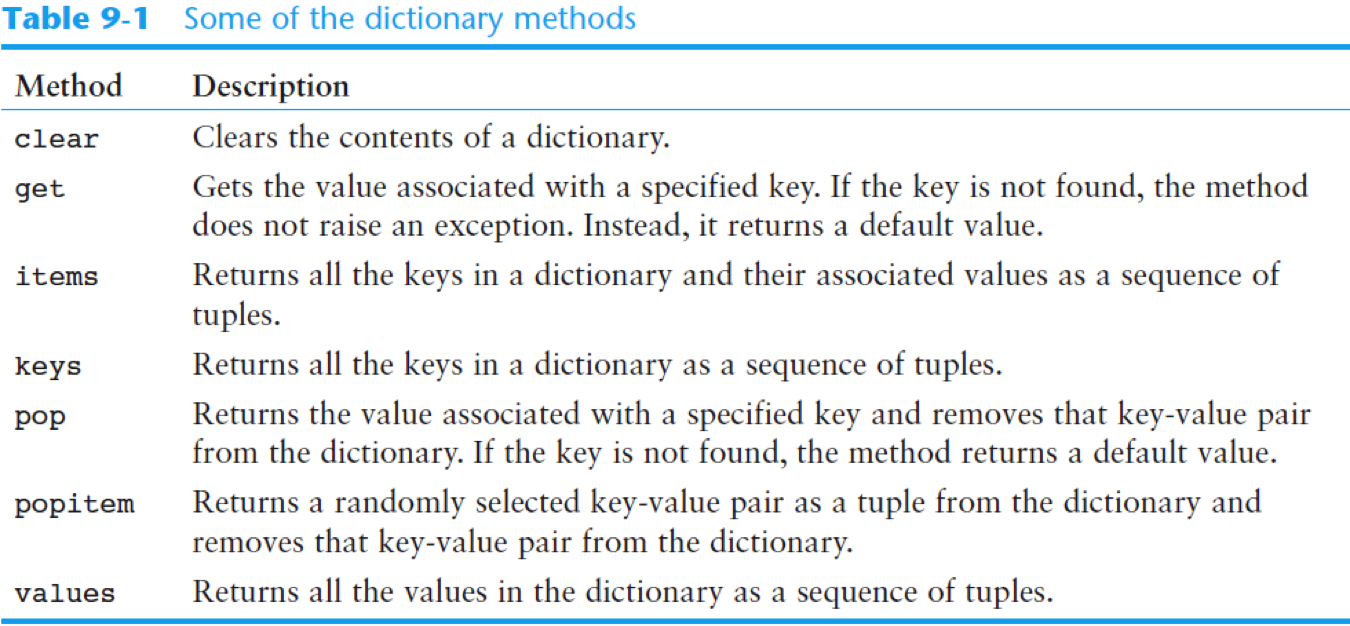 Table 9-1 Some of the dictionary methods
Method Description
clear Clears the contents of a dictionary.
get Gets the value associated with a specified key. If the key is not found, the method
does not raise an exception. Instead, it returns a default value.
items Returns all the keys in a dictionary and their associated values as a sequence of
tuples.
keys Returns all the keys in a dictionary as a sequence of tuples.
pop Returns the value associated with a specified key and removes that key-value pair
from the dictionary. If the key is not found, the method returns a default value.
popitem Returns a randomly selected key-value pair as a tuple from the dictionary and
removes that key-value pair from the dictionary.
values Returns all the values in the dictionary as a sequence of tuples.